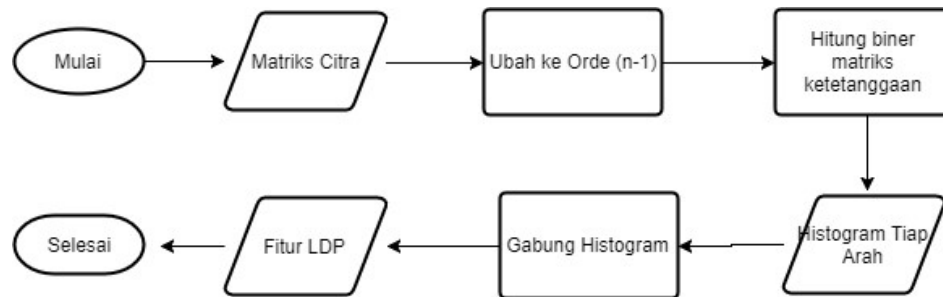 Mulai
Matriks Citra
Ubah ke Orde (n-1)
Hitung biner
matriks
ketetanggaan
Histogram Tiap
Arah
Gabung Histogram
Fitur LDP
Selesai